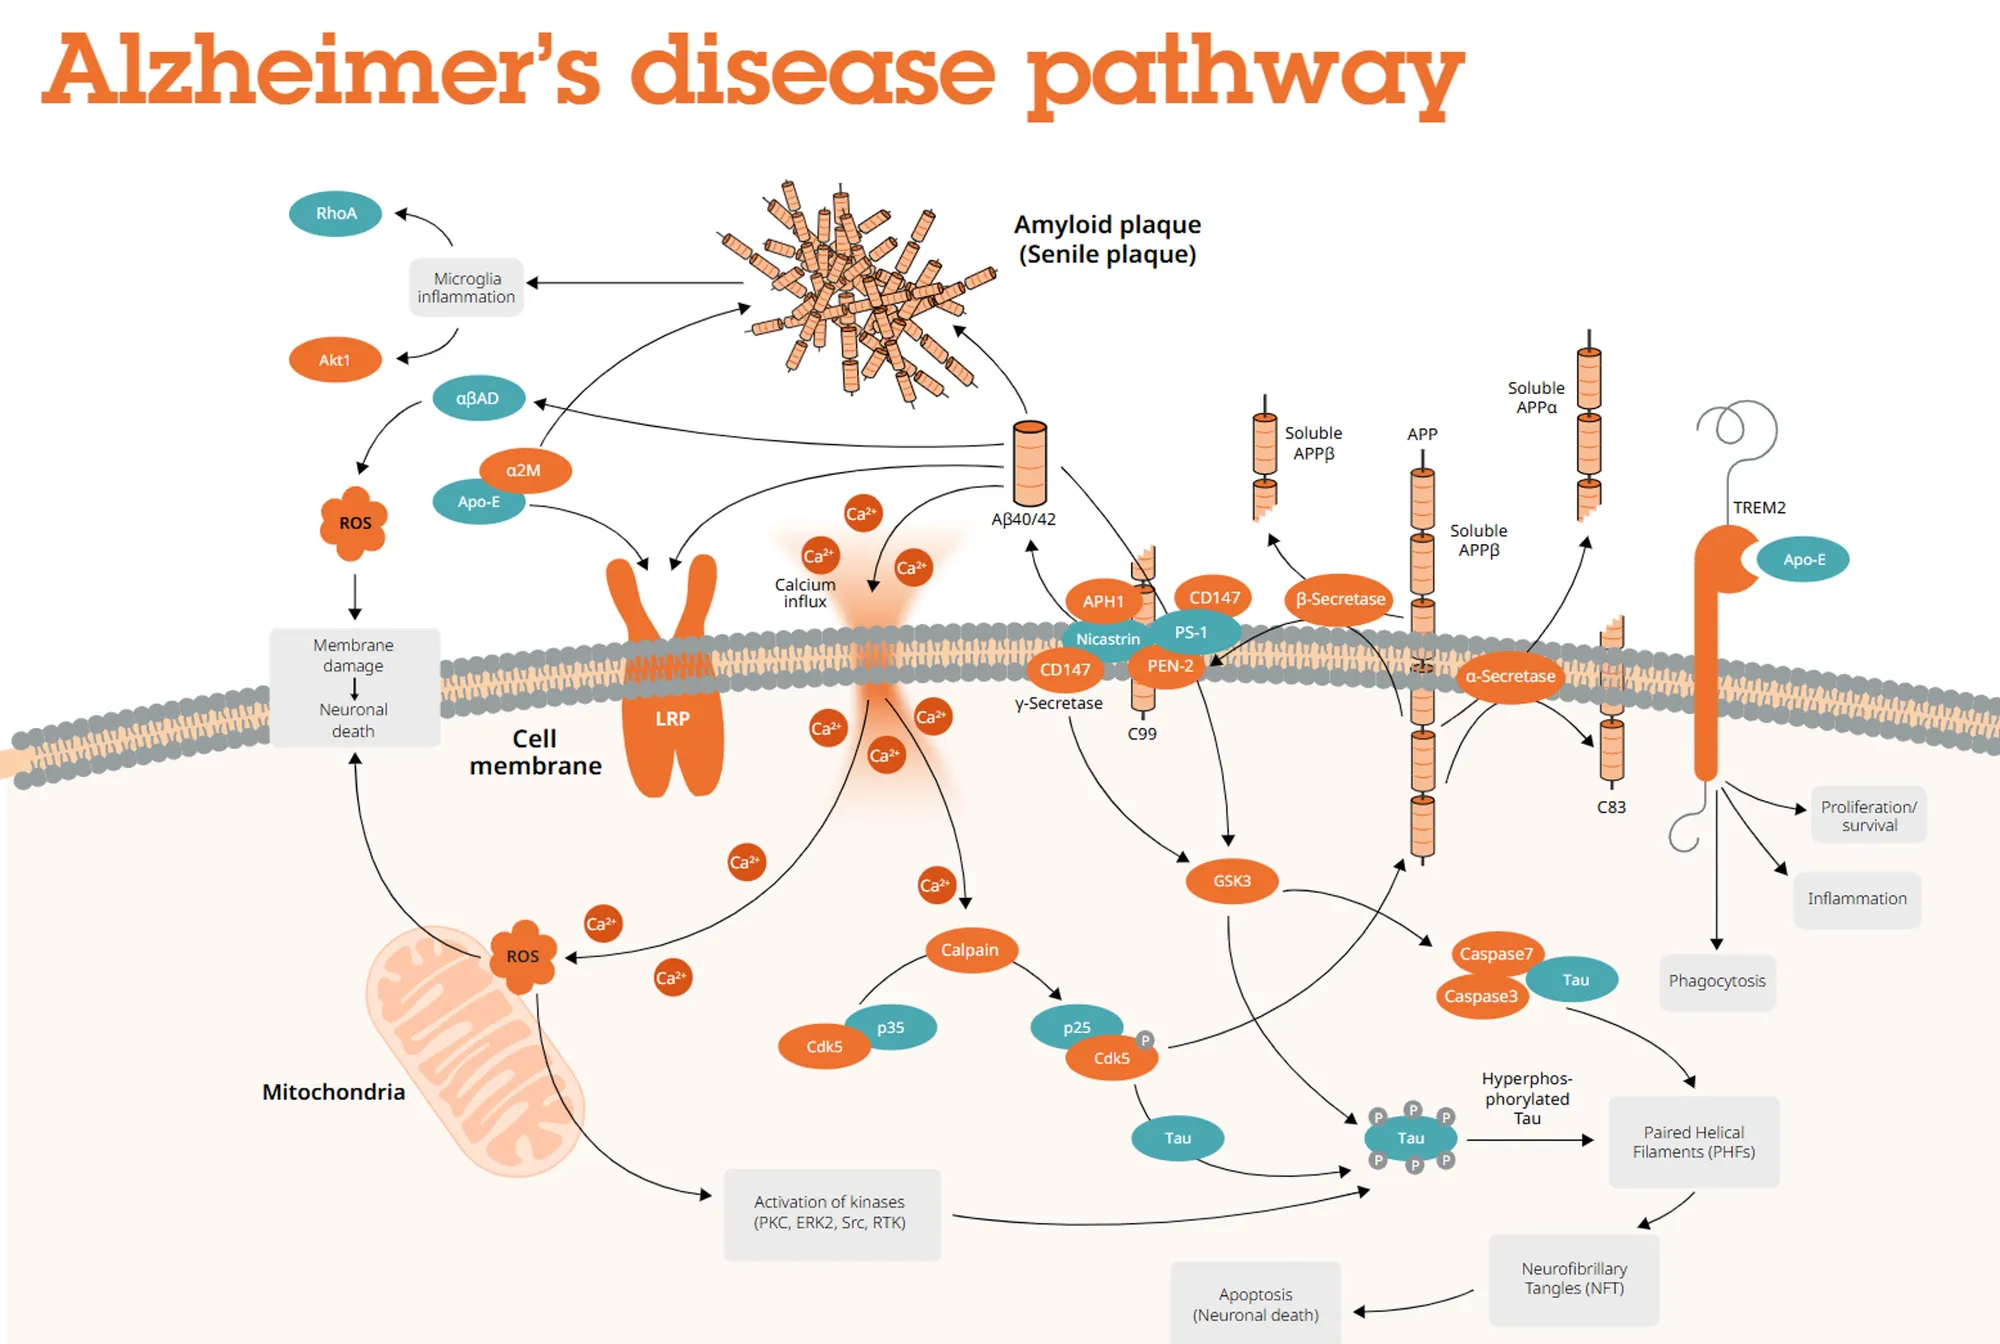 Alzheimer's disease pathway
RhoA
Microglia
inflammation
Akt1
αβAD
α2M
Apo-E
ROS
Membrane
damage
Neuronal
death
Amyloid plaque
(Senile plaque)
Aβ40/42
Ca²⁺
Ca²⁺
Ca²⁺
Calcium
influx
LRP
Cell
membrane
Ca²⁺
Ca²⁺
Ca²⁺
APH1
CD147
Nicastrin
PS-1
CD147
PEN-2
γ-Secretase
C99
β-Secretase
Soluble
APPβ
APP
Soluble
APPβ
Soluble
APPα
α-Secretase
C83
TREM2
Apo-E
Proliferation/
survival
Inflammation
Phagocytosis
Ca²⁺
Ca²⁺
Ca²⁺
Ca²⁺
ROS
Mitochondria
Calpain
Cdk5
p35
p25
Cdk5
P
GSK3
Caspase7
Caspase3
Tau
Tau
P
P
P
Tau
P
P
P
Hyperphos-
phorylated
Tau
Paired Helical
Filaments (PHFs)
Activation of kinases
(PKC, ERK2, Src, RTK)
Neurofibrillary
Tangles (NFT)
Apoptosis
(Neuronal death)